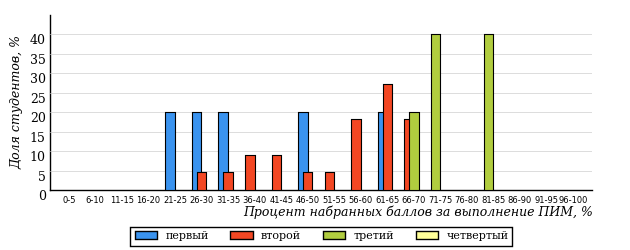 Доля студентов, %
40
35
30
25
20
15
10
5
0
0-5 6-10 11-15 16-20 21-25 26-30 31-35 36-40 41-45 46-50 51-55 56-60 61-65 66-70 71-75 76-80 81-85 86-90 91-95 96-100
Процент набранных баллов за выполнение ПИМ, %
первый второй третий четвертый